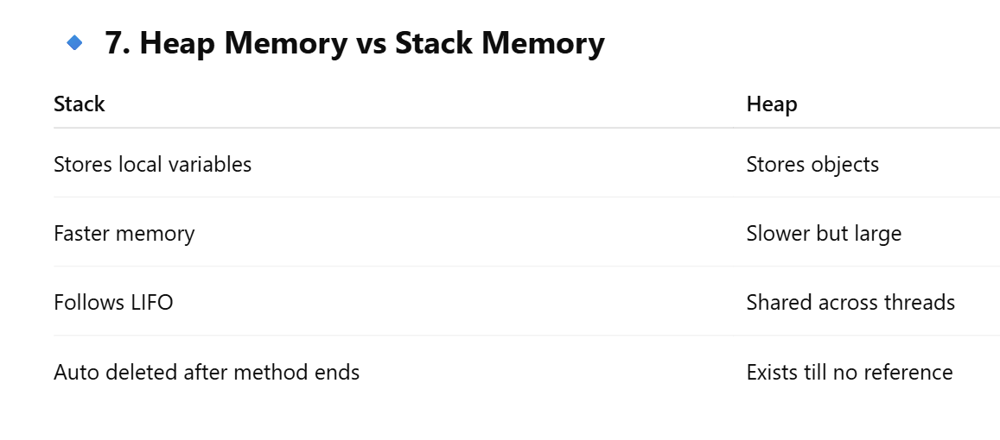 🔹 7. Heap Memory vs Stack Memory
Stack Heap
Stores local variables Stores objects
Faster memory Slower but large
Follows LIFO Shared across threads
Auto deleted after method ends Exists till no reference